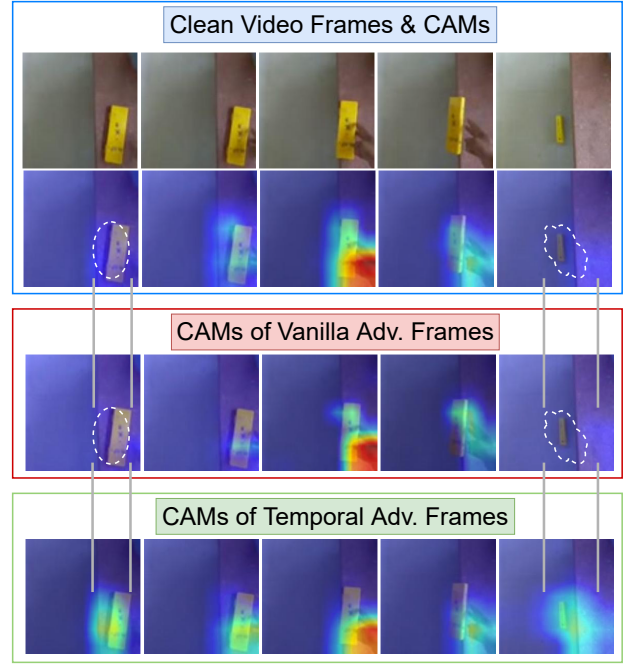 Clean Video Frames & CAMs
CAMs of Vanilla Adv. Frames
CAMs of Temporal Adv. Frames